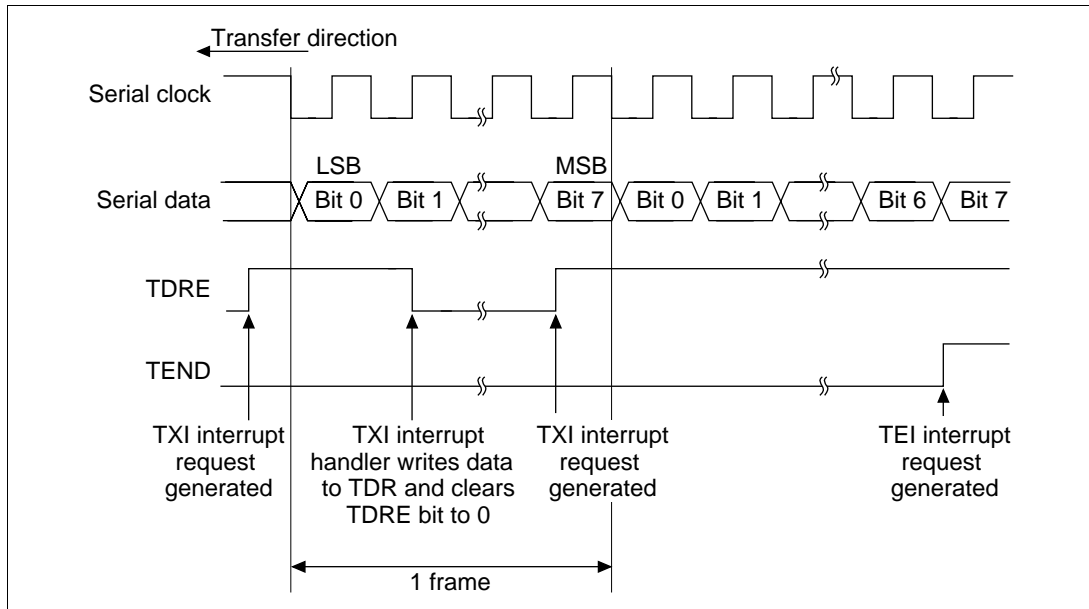 Transfer direction
Serial clock
LSB
MSB
Serial data
Bit 0
Bit 1
Bit 7
Bit 0
Bit 1
Bit 6
Bit 7
TDRE
TEND
TXI interrupt
request
generated
TXI interrupt
handler writes data
to TDR and clears
TDRE bit to 0
TXI interrupt
request
generated
TEI interrupt
request
generated
1 frame